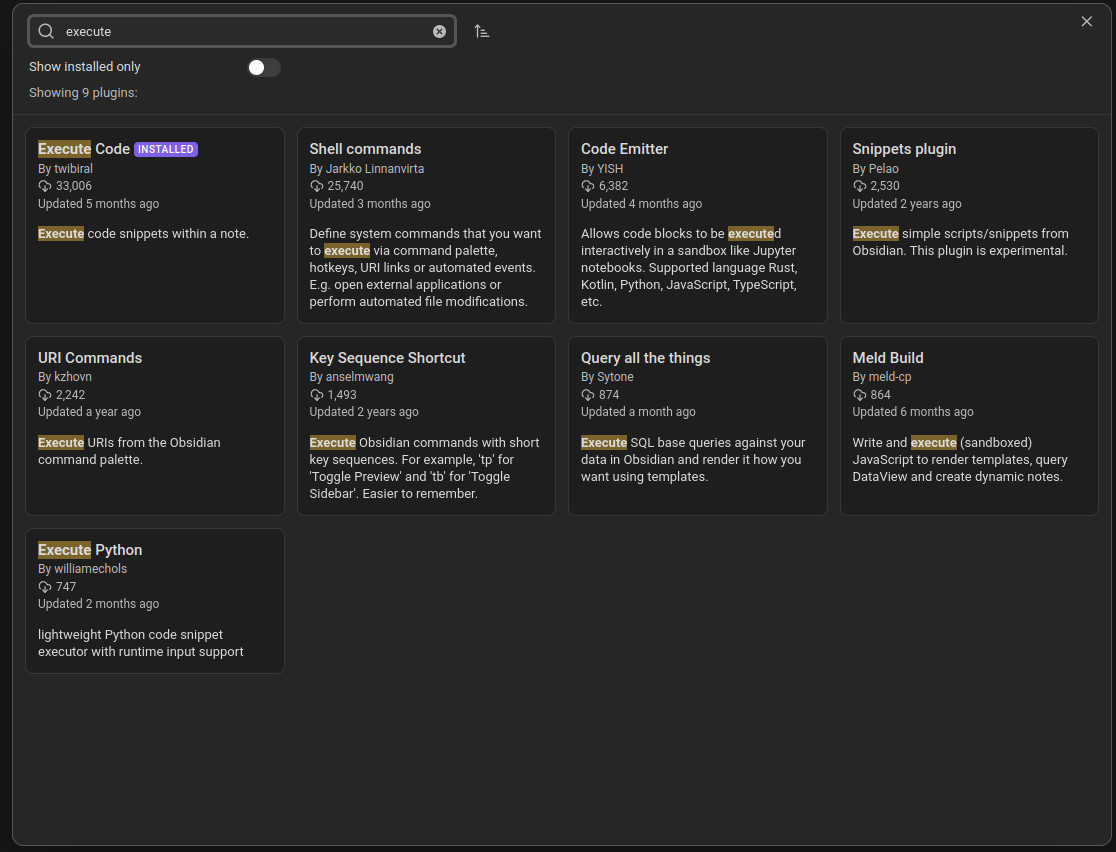 execute
Show installed only
Showing 9 plugins:
Execute Code INSTALLED
By twibiral
33,006
Updated 5 months ago
Execute code snippets within a note.
Shell commands
By Jarkko Linnanvirta
25,740
Updated 3 months ago
Define system commands that you want
to execute via command palette,
hotkeys, URI links or automated events.
E.g. open external applications or
perform automated file modifications.
Code Emitter
By YISH
6,382
Updated 4 months ago
Allows code blocks to be executed
interactively in a sandbox like Jupyter
notebooks. Supported language Rust,
Kotlin, Python, JavaScript, TypeScript,
etc.
Snippets plugin
By Pelao
2,530
Updated 2 years ago
Execute simple scripts/snippets from
Obsidian. This plugin is experimental.
URI Commands
By kzhovn
2,242
Updated a year ago
Execute URIs from the Obsidian
command palette.
Key Sequence Shortcut
By anselmwang
1,493
Updated 2 years ago
Execute Obsidian commands with short
key sequences. For example, 'tp' for
'Toggle Preview' and 'tb' for 'Toggle
Sidebar'. Easier to remember.
Query all the things
By Sytone
874
Updated a month ago
Execute SQL base queries against your
data in Obsidian and render it how you
want using templates.
Meld Build
By meld-cp
864
Updated 6 months ago
Write and execute (sandboxed)
JavaScript to render templates, query
DataView and create dynamic notes.
Execute Python
By williamechols
747
Updated 2 months ago
lightweight Python code snippet
executor with runtime input support